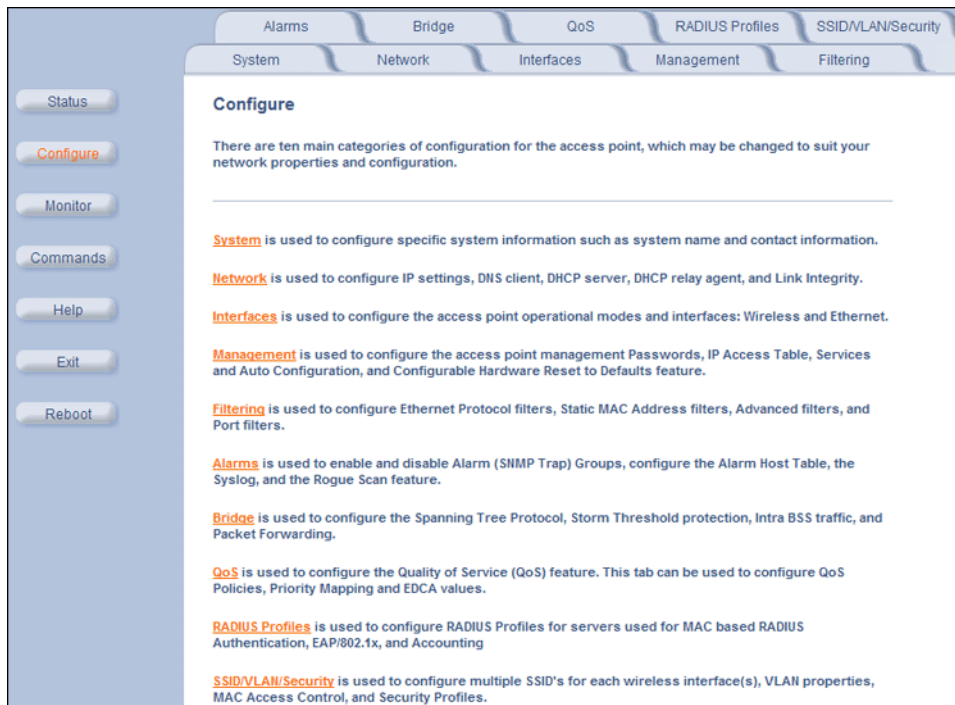 Alarms Bridge QoS RADIUS Profiles SSID/VLAN/Security
System Network Interfaces Management Filtering
Status
Configure
Monitor
Commands
Help
Exit
Reboot
Configure
There are ten main categories of configuration for the access point, which may be changed to suit your
network properties and configuration.
System is used to configure specific system information such as system name and contact information.
Network is used to configure IP settings, DNS client, DHCP server, DHCP relay agent, and Link Integrity.
Interfaces is used to configure the access point operational modes and interfaces: Wireless and Ethernet.
Management is used to configure the access point management Passwords, IP Access Table, Services
and Auto Configuration, and Configurable Hardware Reset to Defaults feature.
Filtering is used to configure Ethernet Protocol filters, Static MAC Address filters, Advanced filters, and
Port filters.
Alarms is used to enable and disable Alarm (SNMP Trap) Groups, configure the Alarm Host Table, the
Syslog, and the Rogue Scan feature.
Bridge is used to configure the Spanning Tree Protocol, Storm Threshold protection, Intra BSS traffic, and
Packet Forwarding.
QoS is used to configure the Quality of Service (QoS) feature. This tab can be used to configure QoS
Policies, Priority Mapping and EDCA values.
RADIUS Profiles is used to configure RADIUS Profiles for servers used for MAC based RADIUS
Authentication, EAP/802.1x, and Accounting
SSID/VLAN/Security is used to configure multiple SSID's for each wireless interface(s), VLAN properties,
MAC Access Control, and Security Profiles.